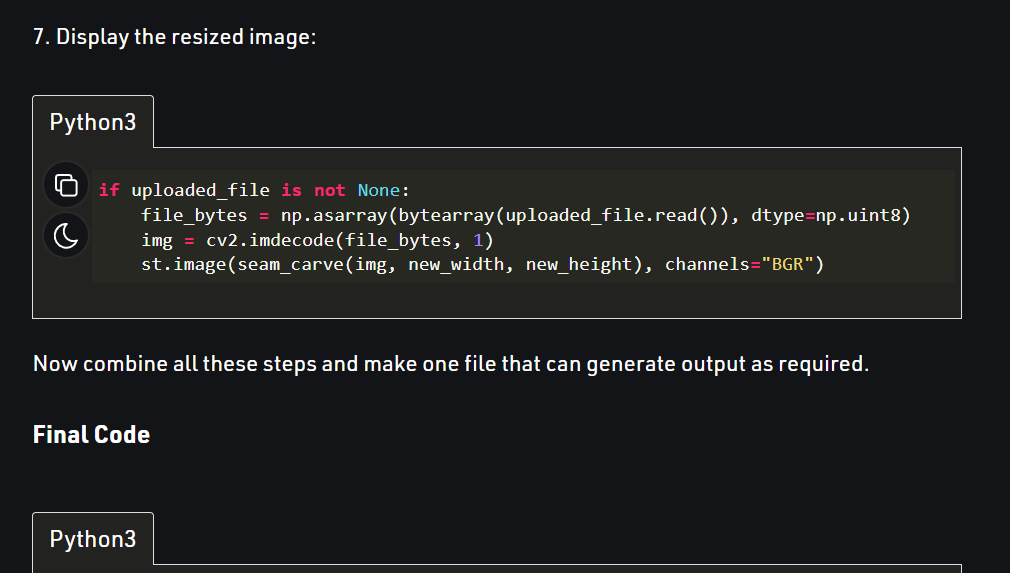 7. Display the resized image:
Python3
if uploaded_file is not None:
    file_bytes = np.asarray(bytearray(uploaded_file.read()), dtype=np.uint8)
    img = cv2.imdecode(file_bytes, 1)
    st.image(seam_carve(img, new_width, new_height), channels="BGR")
Now combine all these steps and make one file that can generate output as required.
Final Code
Python3